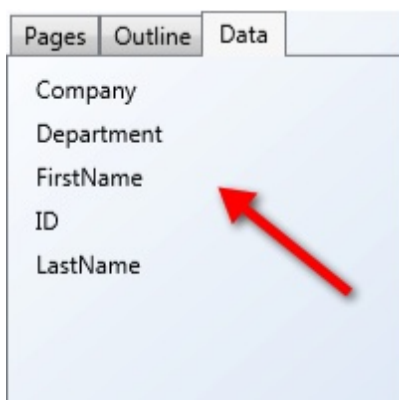 Pages Outline Data
Company
Department
FirstName
ID
LastName